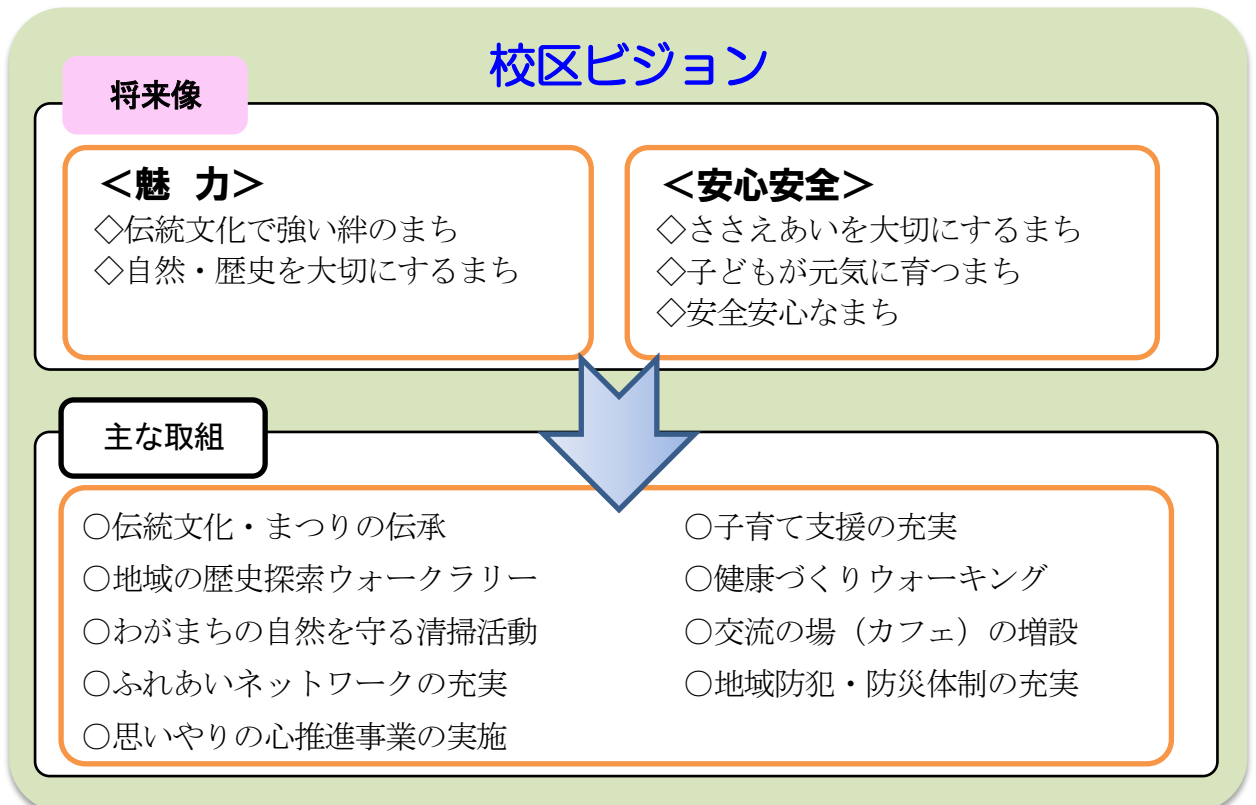 校区ビジョン
将来像
＜魅 力＞
◇伝統文化で強い絆のまち
◇自然・歴史を大切にするまち
＜安心安全＞
◇ささえあいを大切にするまち
◇子どもが元気に育つまち
◇安全安心なまち
主な取組
○伝統文化・まつりの伝承
○地域の歴史探索ウォークラリー
○わがまちの自然を守る清掃活動
○ふれあいネットワークの充実
○思いやりの心推進事業の実施
○子育て支援の充実
○健康づくりウォーキング
○交流の場（カフェ）の増設
○地域防犯・防災体制の充実